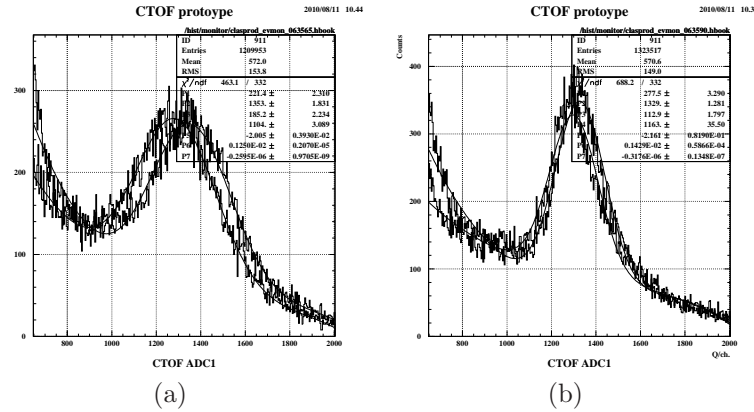 CTOF protoype
2010/08/11 10.44
/hist/monitor/clasprod_evmon_063565.hbook
ID 911
Entries 1209953
Mean 572.0
RMS 153.8
χ²/ndf 463.1 / 332
221.4 ± 2.310
1353. ± 1.831
185.2 ± 2.234
1104. ± 3.089
-2.005 ± 0.3930E-02
P6 0.1250E-02 ± 0.2070E-05
P7 -0.2595E-06 ± 0.9705E-09
300
200
100
0
800 1000 1200 1400 1600 1800 2000
CTOF ADC1
(a)
CTOF protoype
2010/08/11 10.3
/hist/monitor/clasprod_evmon_063590.hbook
ID 911
Entries 1323517
Mean 570.6
RMS 149.0
χ²/ndf 688.2 / 332
277.5 ± 3.290
1329. ± 1.281
112.9 ± 1.797
1163. ± 35.50
-2.161 ± 0.8190E-01
0.1429E-02 ± 0.5866E-04
P7 -0.3176E-06 ± 0.1348E-07
Counts
400
300
200
100
0
800 1000 1200 1400 1600 1800 2000
Q/ch.
CTOF ADC1
(b)